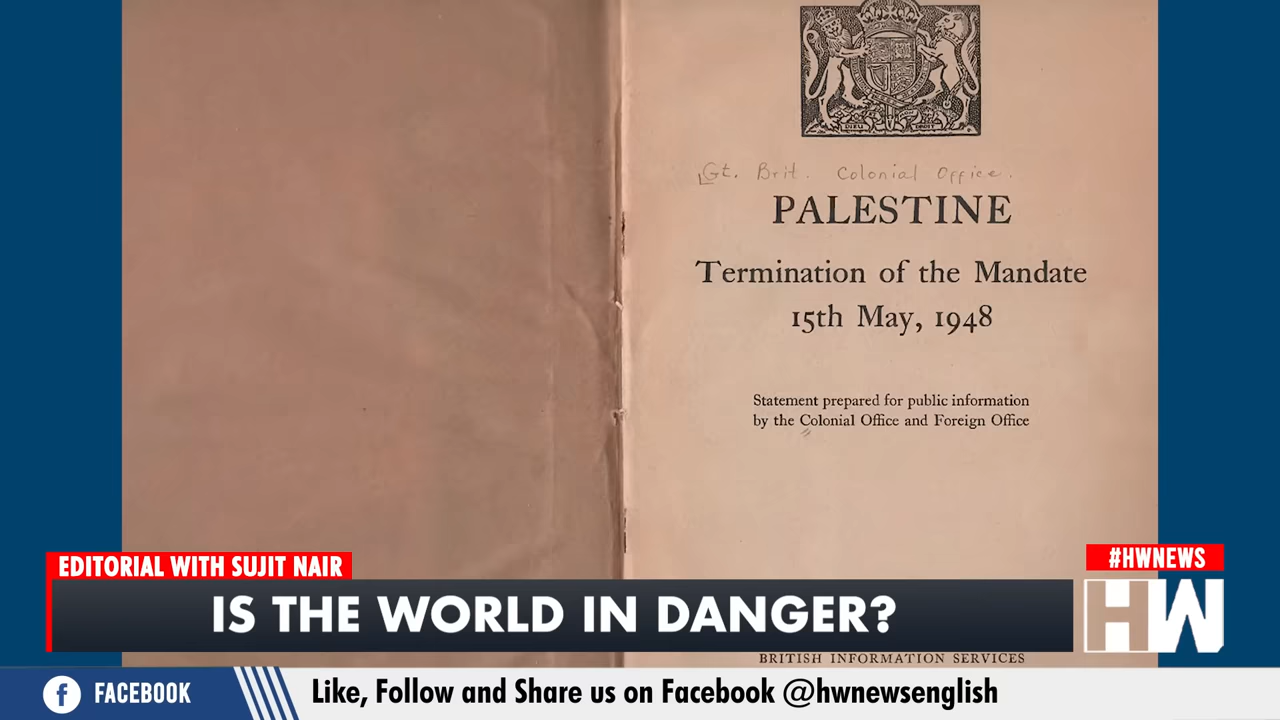 DIEU DROIT
Gt. Brit. Colonial Office.
PALESTINE
Termination of the Mandate
15th May, 1948
Statement prepared for public information
by the Colonial Office and Foreign Office
EDITORIAL WITH SUJIT NAIR
#HWNEWS
IS THE WORLD IN DANGER?
HW
BRITISH INFORMATION SERVICES
f FACEBOOK
Like, Follow and Share us on Facebook @hwnewsenglish